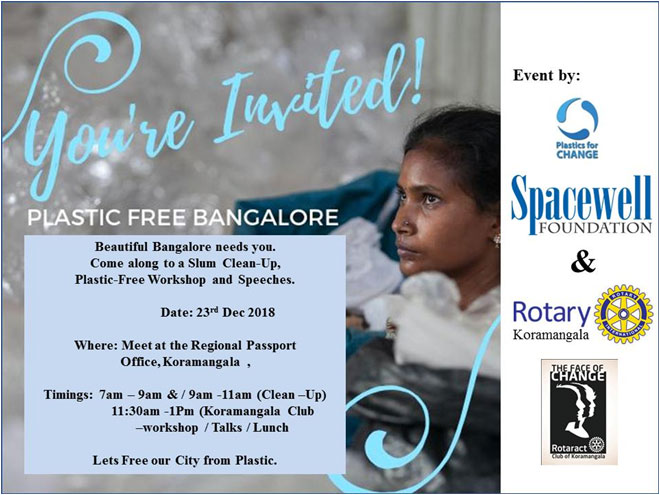 You're Invited!
PLASTIC FREE BANGALORE
Beautiful Bangalore needs you.
Come along to a Slum Clean-Up,
Plastic-Free Workshop and Speeches.
Date: 23rd Dec 2018
Where: Meet at the Regional Passport
Office, Koramangala ,
Timings: 7am – 9am & / 9am -11am (Clean –Up)
11:30am -1Pm (Koramangala Club
–workshop / Talks / Lunch
Lets Free our City from Plastic.
Event by:
Plastics for
CHANGE
Spacewell
FOUNDATION
&
Rotary
Koramangala
ROTARY
INTERNATIONAL
THE FACE OF
CHANGE
Rotaract
Club of Koramangala